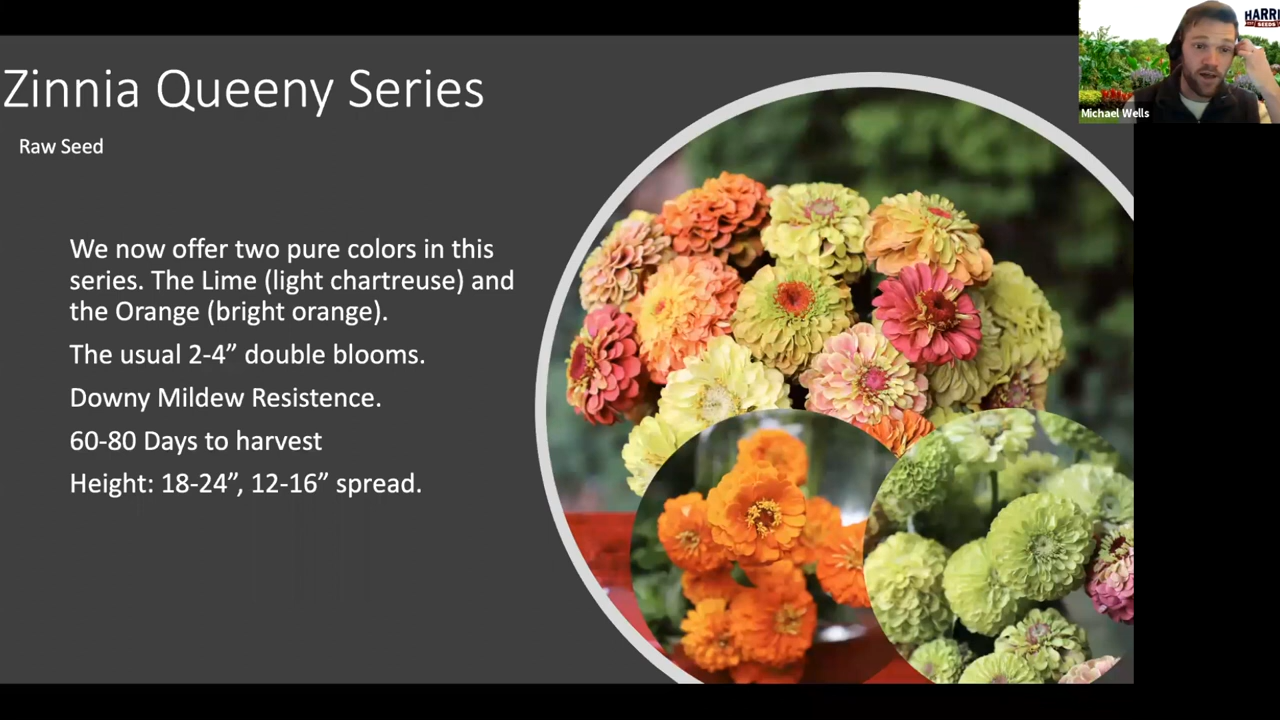 Zinnia Queeny Series
Raw Seed
We now offer two pure colors in this
series. The Lime (light chartreuse) and
the Orange (bright orange).
The usual 2-4” double blooms.
Downy Mildew Resistence.
60-80 Days to harvest
Height: 18-24”, 12-16” spread.
HARRI
SEEDS
Michael Wells